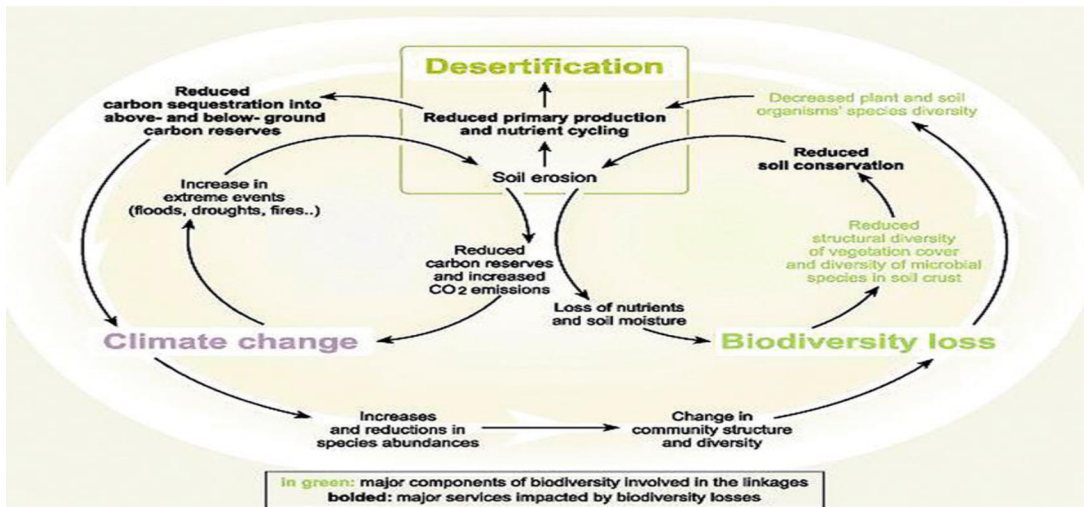 Desertification
Reduced
carbon sequestration into
above- and below- ground
carbon reserves
Reduced primary production
and nutrient cycling
Decreased plant and soil
organisms' species diversity
Soil erosion
Reduced
soil conservation
Increase in
extreme events
(floods, droughts, fires..)
Reduced
structural diversity
of vegetation cover
and diversity of microbial
species in soil crust
Reduced
carbon reserves
and increased
CO2 emissions
Loss of nutrients
and soil moisture
Climate change
Biodiversity loss
Increases
and reductions in
species abundances
Change in
community structure
and diversity
in green: major components of biodiversity involved in the linkages
bolded: major services impacted by biodiversity losses